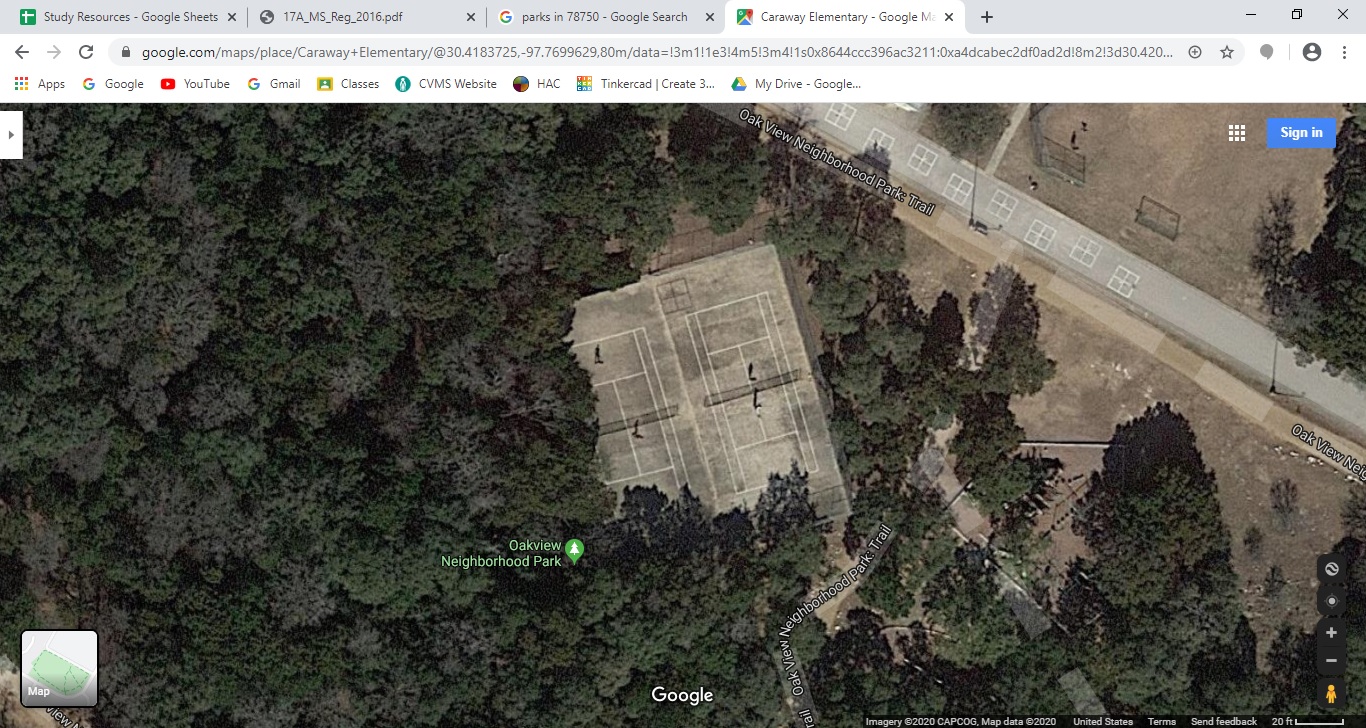 Study Resources - Google Sheets
17A_MS_Reg_2016.pdf
parks in 78750 - Google Search
Caraway Elementary - Google Ma
google.com/maps/place/Caraway+Elementary/@30.4183725,-97.7699629,80m/data=!3m1!1e3!4m5!3m4!1s0x8644ccc396ac3211:0xa4dcabec2df0ad2d!8m2!3d30.420...
Apps
Google
YouTube
Gmail
Classes
CVMS Website
HAC
Tinkercad | Create 3...
My Drive - Google...
Oak View Neighborhood Park: Trail
Sign in
Oak View Nei
Oakview
Neighborhood Park
Oak View Neighborhood Park: Trail
Trail
Map
Google
Imagery ©2020 CAPCOG, Map data ©2020
United States
Terms
Send feedback
20 ft